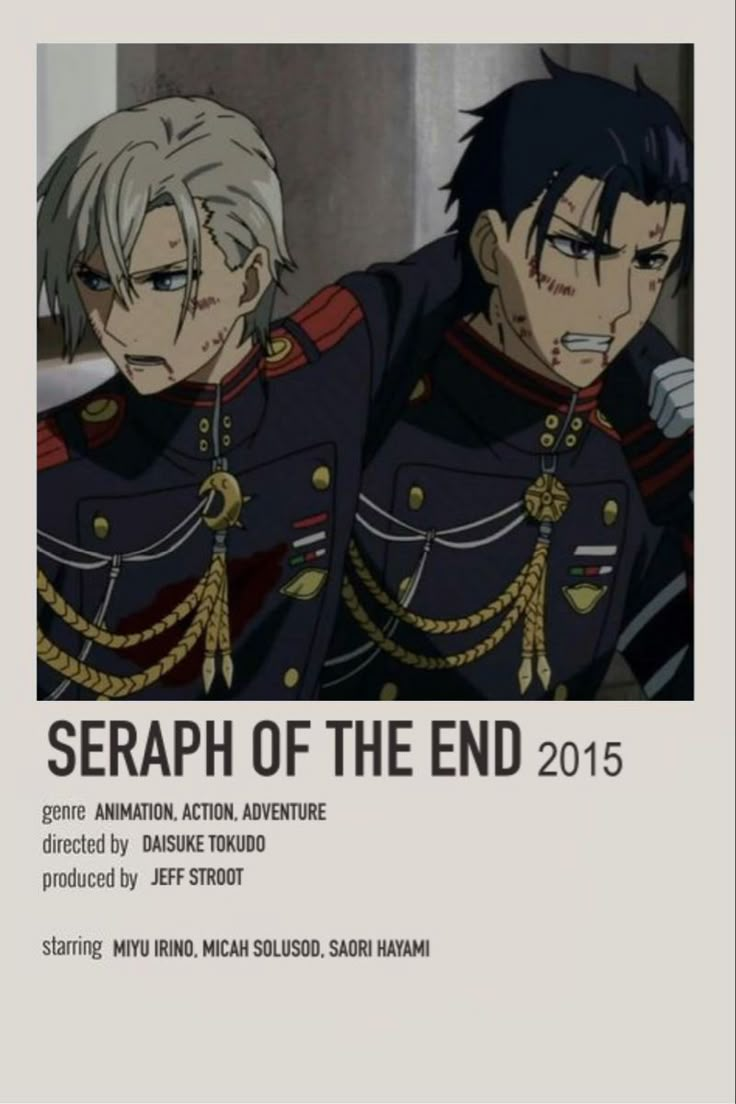 SERAPH OF THE END 2015
genre ANIMATION, ACTION, ADVENTURE
directed by DAISUKE TOKUDO
produced by JEFF STROOT
starring MIYU IRINO, MICAH SOLUSOD, SAORI HAYAMI